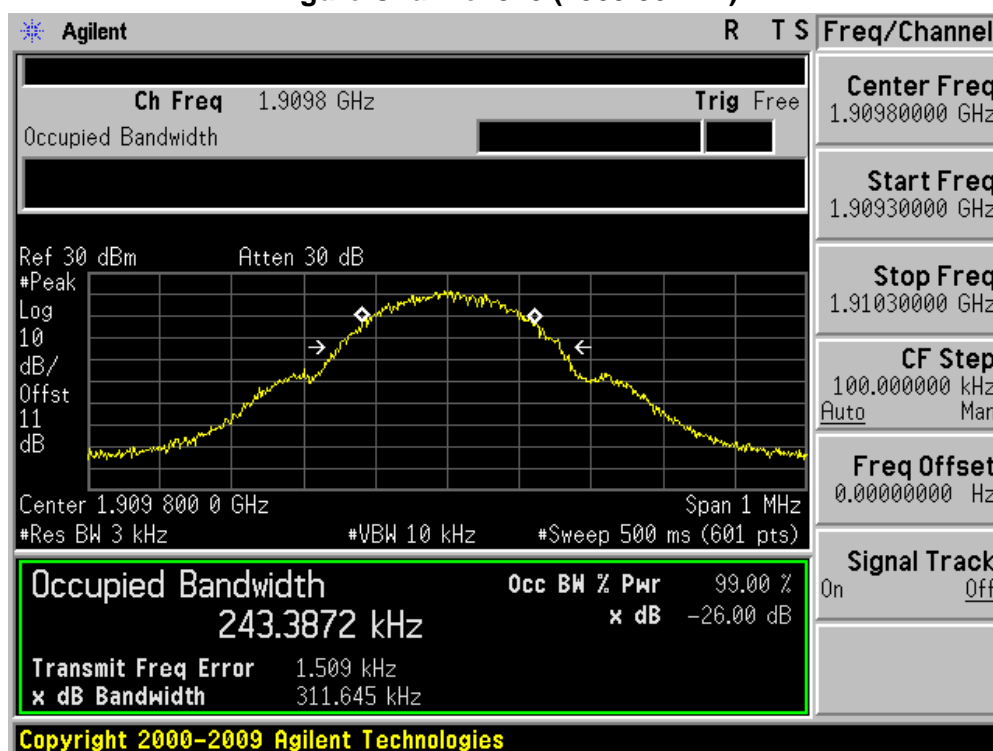 Agilent R T S Freq/Channel
Ch Freq 1.9098 GHz Trig Free
Occupied Bandwidth
Center Freq
1.90980000 GHz
Start Freq
1.90930000 GHz
Stop Freq
1.91030000 GHz
CF Step
100.000000 kHz
Auto Man
Freq Offset
0.00000000 Hz
Signal Track
On Off
Ref 30 dBm Atten 30 dB
#Peak
Log
10
dB/
Offst
11
dB
Center 1.909 800 0 GHz Span 1 MHz
#Res BW 3 kHz #VBW 10 kHz #Sweep 500 ms (601 pts)
Occupied Bandwidth Occ BW % Pwr 99.00 %
243.3872 kHz x dB -26.00 dB
Transmit Freq Error 1.509 kHz
x dB Bandwidth 311.645 kHz
Copyright 2000-2009 Agilent Technologies